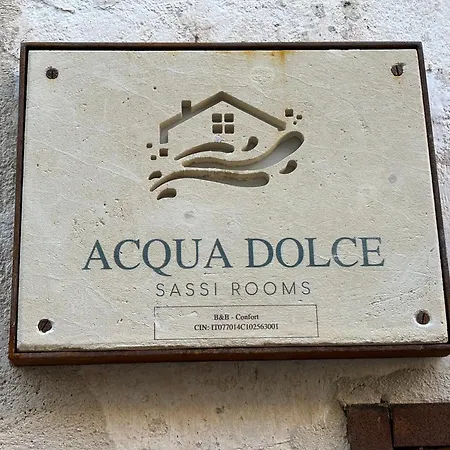 ACQUA DOLCE
SASSI ROOMS
B&B - Confort
CIN: IT077014C102563001